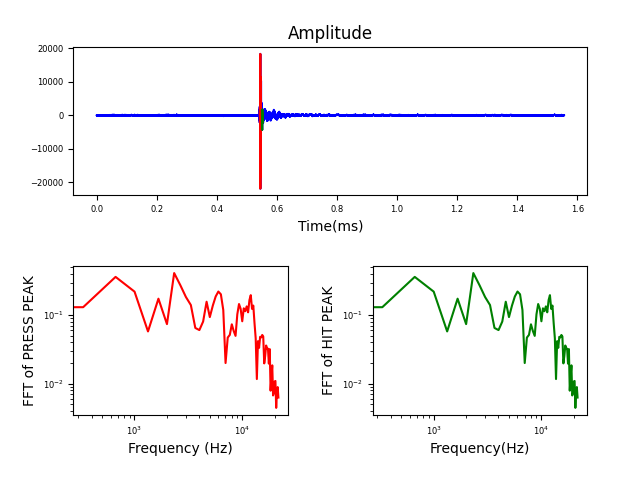 Amplitude
20000
10000
0
−10000
−20000
0.0 0.2 0.4 0.6 0.8 1.0 1.2 1.4 1.6
Time(ms)
FFT of PRESS PEAK
10⁻¹
10⁻²
10³ 10⁴
Frequency (Hz)
FFT of HIT PEAK
10⁻¹
10⁻²
10³ 10⁴
Frequency(Hz)